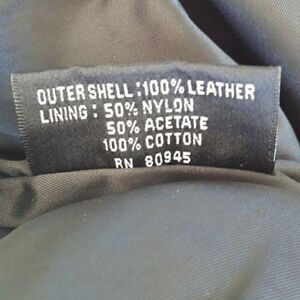 OUTER SHELL : 100% LEATHER
LINING : 50% NYLON
50% ACETATE
100% COTTON
RN 80945